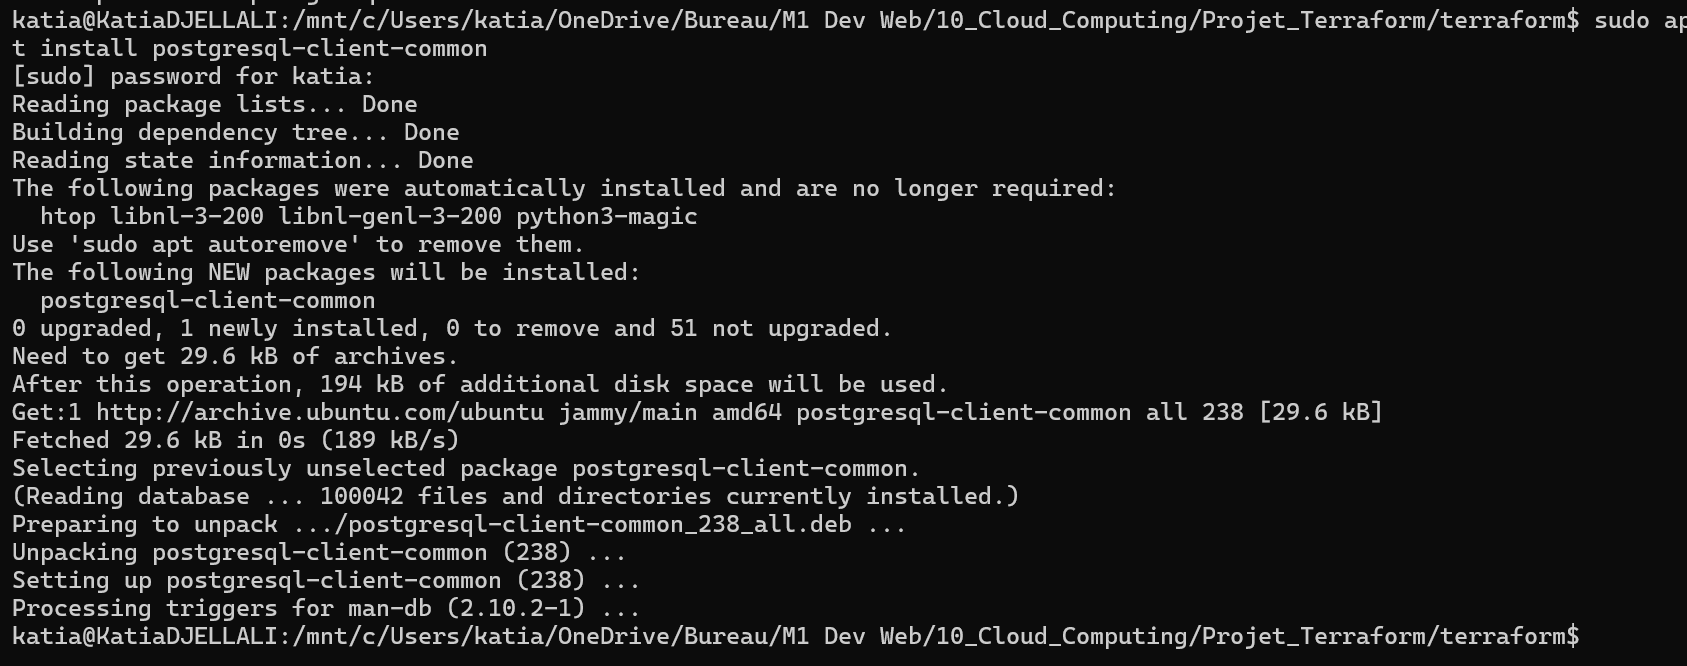 katia@KatiaDJELLALI:/mnt/c/Users/katia/OneDrive/Bureau/M1 Dev Web/10_Cloud_Computing/Projet_Terraform/terraform$ sudo ap
t install postgresql-client-common
[sudo] password for katia:
Reading package lists... Done
Building dependency tree... Done
Reading state information... Done
The following packages were automatically installed and are no longer required:
  htop libnl-3-200 libnl-genl-3-200 python3-magic
Use 'sudo apt autoremove' to remove them.
The following NEW packages will be installed:
  postgresql-client-common
0 upgraded, 1 newly installed, 0 to remove and 51 not upgraded.
Need to get 29.6 kB of archives.
After this operation, 194 kB of additional disk space will be used.
Get:1 http://archive.ubuntu.com/ubuntu jammy/main amd64 postgresql-client-common all 238 [29.6 kB]
Fetched 29.6 kB in 0s (189 kB/s)
Selecting previously unselected package postgresql-client-common.
(Reading database ... 100042 files and directories currently installed.)
Preparing to unpack .../postgresql-client-common_238_all.deb ...
Unpacking postgresql-client-common (238) ...
Setting up postgresql-client-common (238) ...
Processing triggers for man-db (2.10.2-1) ...
katia@KatiaDJELLALI:/mnt/c/Users/katia/OneDrive/Bureau/M1 Dev Web/10_Cloud_Computing/Projet_Terraform/terraform$